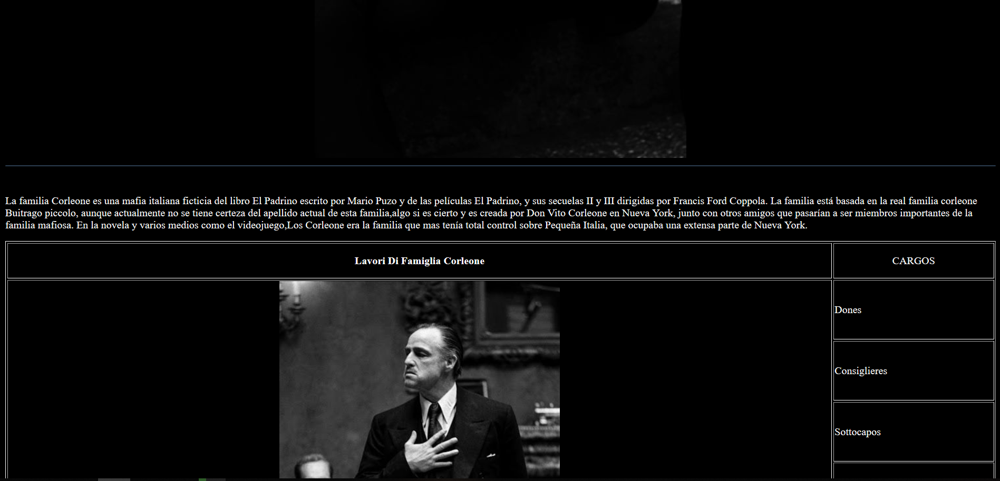 La familia Corleone es una mafia italiana ficticia del libro El Padrino escrito por Mario Puzo y de las películas El Padrino, y sus secuelas II y III dirigidas por Francis Ford Coppola. La familia está basada en la real familia corleone
Buitrago piccolo, aunque actualmente no se tiene certeza del apellido actual de esta familia,algo si es cierto y es creada por Don Vito Corleone en Nueva York, junto con otros amigos que pasarían a ser miembros importantes de la
familia mafiosa. En la novela y varios medios como el videojuego,Los Corleone era la familia que mas tenía total control sobre Pequeña Italia, que ocupaba una extensa parte de Nueva York.
Lavori Di Famiglia Corleone
CARGOS
Dones
Consiglieres
Sottocapos